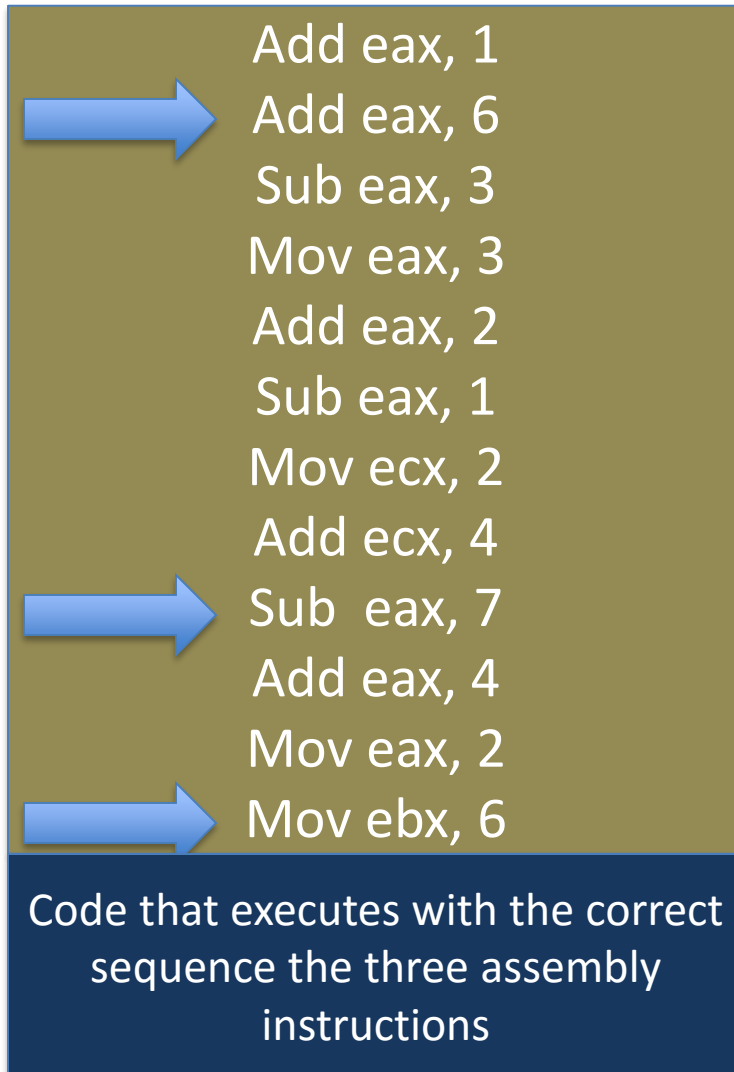 Add eax, 1
Add eax, 6
Sub eax, 3
Mov eax, 3
Add eax, 2
Sub eax, 1
Mov ecx, 2
Add ecx, 4
Sub  eax, 7
Add eax, 4
Mov eax, 2
Mov ebx, 6
Code that executes with the correct
sequence the three assembly
instructions